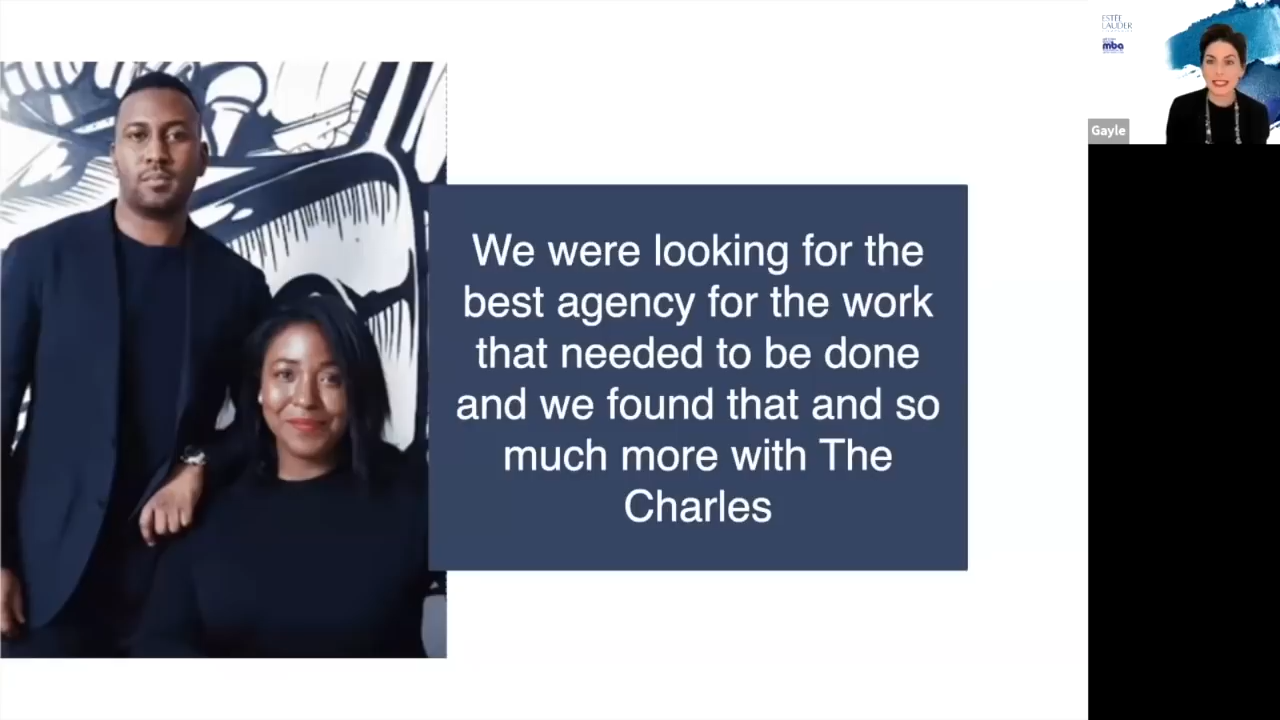 We were looking for the
best agency for the work
that needed to be done
and we found that and so
much more with The
Charles
ESTĒE
LAUDER
mba
Gayle